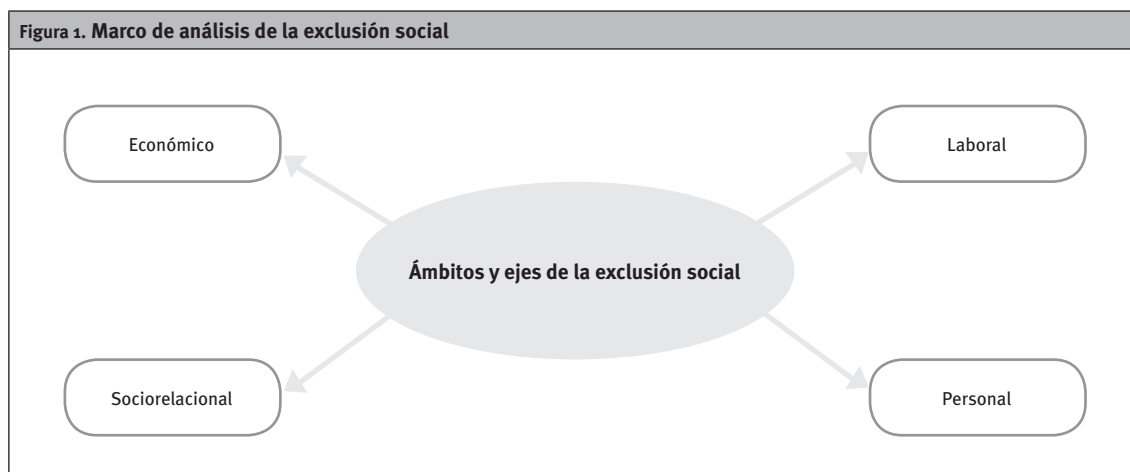 Figura 1. Marco de análisis de la exclusión social
Económico
Laboral
Ámbitos y ejes de la exclusión social
Sociorelacional
Personal